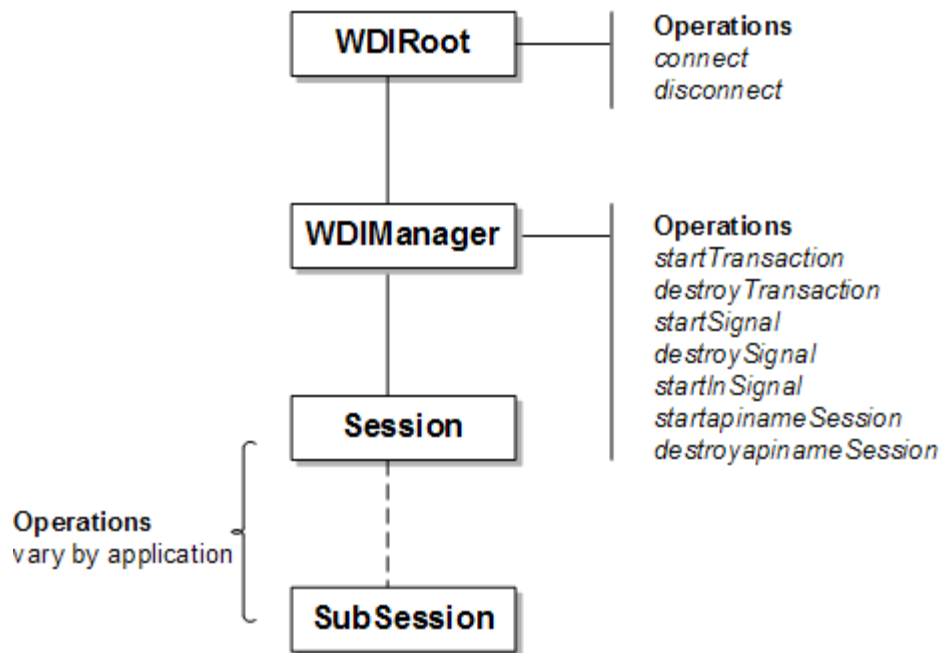 WDIRoot
Operations
connect
disconnect
WDIManager
Operations
startTransaction
destroyTransaction
startSignal
destroySignal
startInSignal
startapinameSession
destroyapinameSession
Session
Operations
vary by application
SubSession